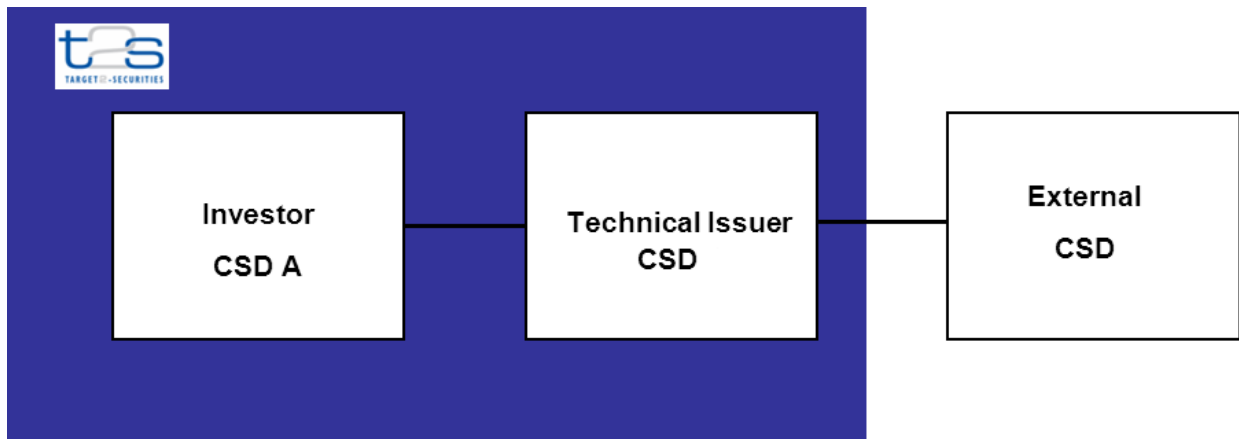 t2s
TARGET2-SECURITIES
Investor
CSD A
Technical Issuer
CSD
External
CSD